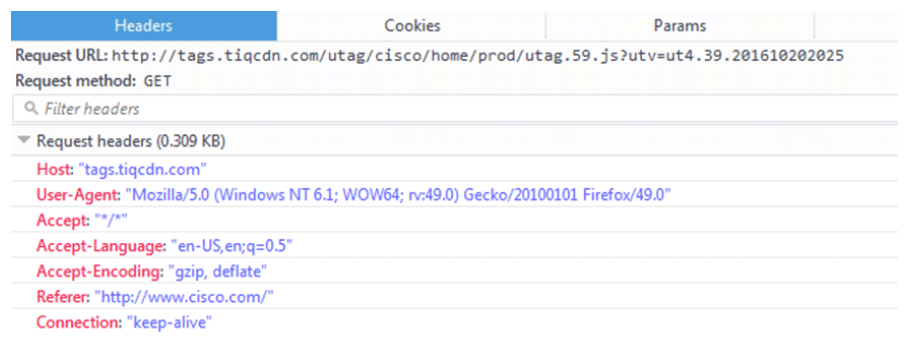 Headers Cookies Params
Request URL: http://tags.tiqcdn.com/utag/cisco/home/prod/utag.59.js?utv=ut4.39.201610202025
Request method: GET
Filter headers
Request headers (0.309 KB)
Host: "tags.tiqcdn.com"
User-Agent: "Mozilla/5.0 (Windows NT 6.1; WOW64; rv:49.0) Gecko/20100101 Firefox/49.0"
Accept: "*/*"
Accept-Language: "en-US,en;q=0.5"
Accept-Encoding: "gzip, deflate"
Referer: "http://www.cisco.com/"
Connection: "keep-alive"